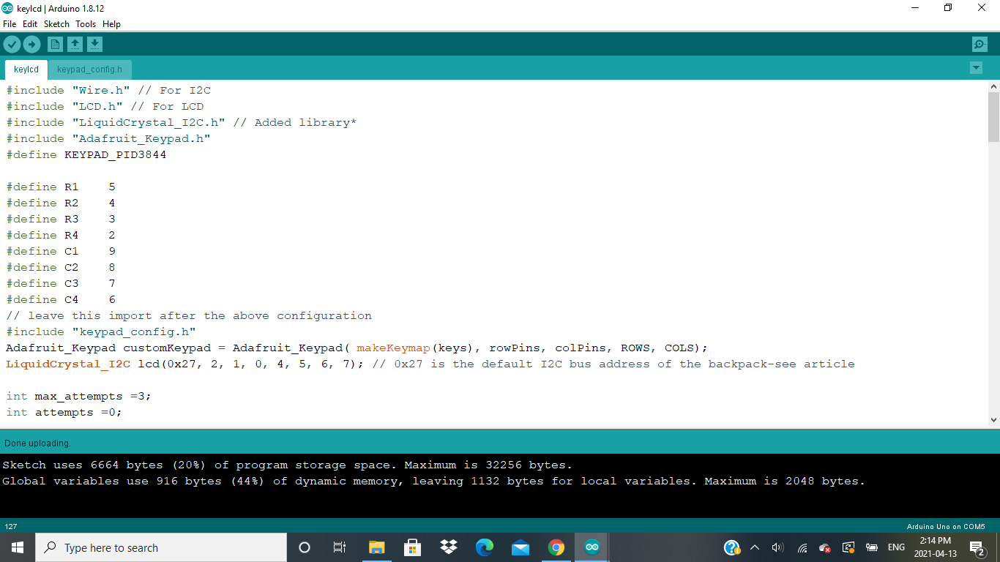 keylcd | Arduino 1.8.12
File Edit Sketch Tools Help
keylcd keypad_config.h
#include "Wire.h" // For I2C
#include "LCD.h" // For LCD
#include "LiquidCrystal_I2C.h" // Added library*
#include "Adafruit_Keypad.h"
#define KEYPAD_PID3844
#define R1    5
#define R2    4
#define R3    3
#define R4    2
#define C1    9
#define C2    8
#define C3    7
#define C4    6
// leave this import after the above configuration
#include "keypad_config.h"
Adafruit_Keypad customKeypad = Adafruit_Keypad( makeKeymap(keys), rowPins, colPins, ROWS, COLS);
LiquidCrystal_I2C lcd(0x27, 2, 1, 0, 4, 5, 6, 7); // 0x27 is the default I2C bus address of the backpack-see article
int max_attempts =3;
int attempts =0;
Done uploading.
Sketch uses 6664 bytes (20%) of program storage space. Maximum is 32256 bytes.
Global variables use 916 bytes (44%) of dynamic memory, leaving 1132 bytes for local variables. Maximum is 2048 bytes.
127 Arduino Uno on COM5
Type here to search
ENG
2:14 PM
2021-04-13
2